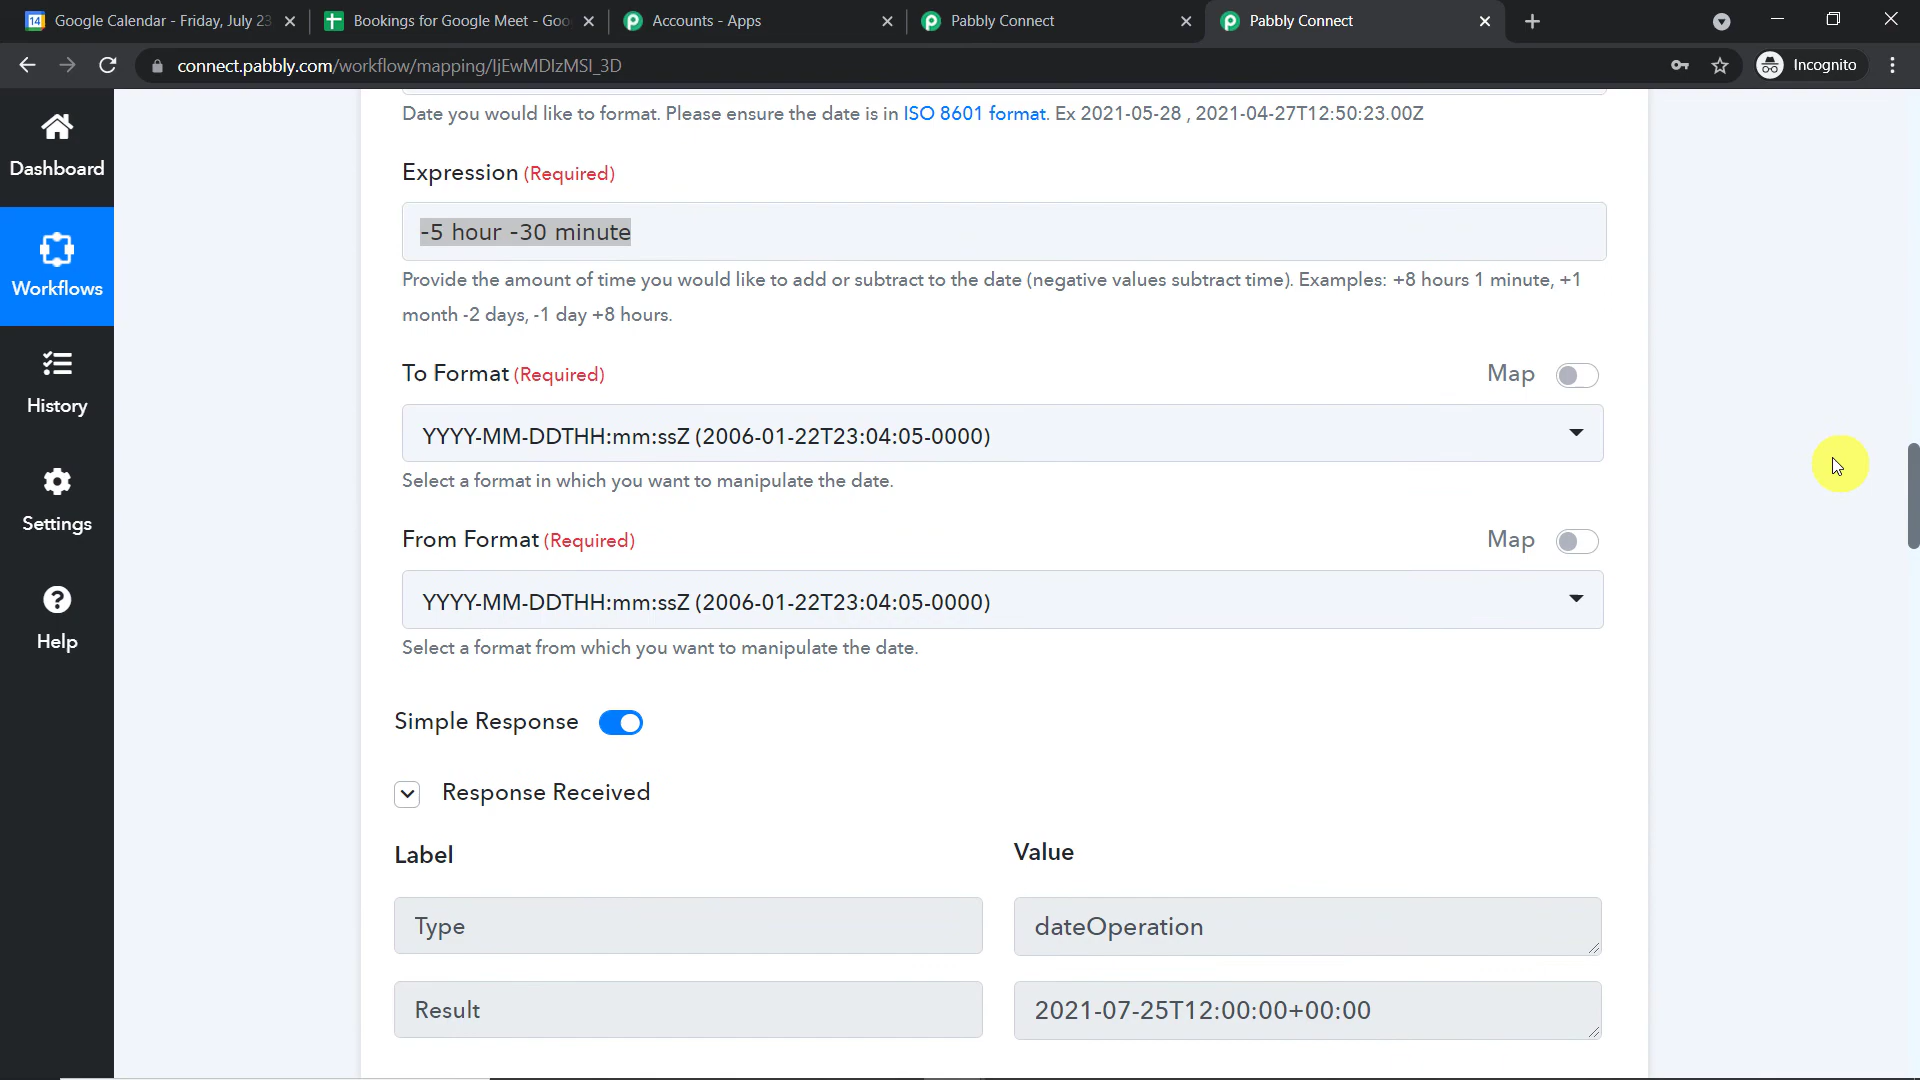 14 Google Calendar - Friday, July 23
Bookings for Google Meet - Goo
Accounts - Apps
Pabbly Connect
Pabbly Connect
connect.pabbly.com/workflow/mapping/IjEwMDIzMSI_3D
Incognito
Dashboard
Workflows
History
Settings
Help
Date you would like to format. Please ensure the date is in ISO 8601 format. Ex 2021-05-28 , 2021-04-27T12:50:23.00Z
Expression (Required)
-5 hour -30 minute
Provide the amount of time you would like to add or subtract to the date (negative values subtract time). Examples: +8 hours 1 minute, +1
month -2 days, -1 day +8 hours.
To Format (Required) Map
YYYY-MM-DDTHH:mm:ssZ (2006-01-22T23:04:05-0000)
Select a format in which you want to manipulate the date.
From Format (Required) Map
YYYY-MM-DDTHH:mm:ssZ (2006-01-22T23:04:05-0000)
Select a format from which you want to manipulate the date.
Simple Response
Response Received
Label Value
Type dateOperation
Result 2021-07-25T12:00:00+00:00